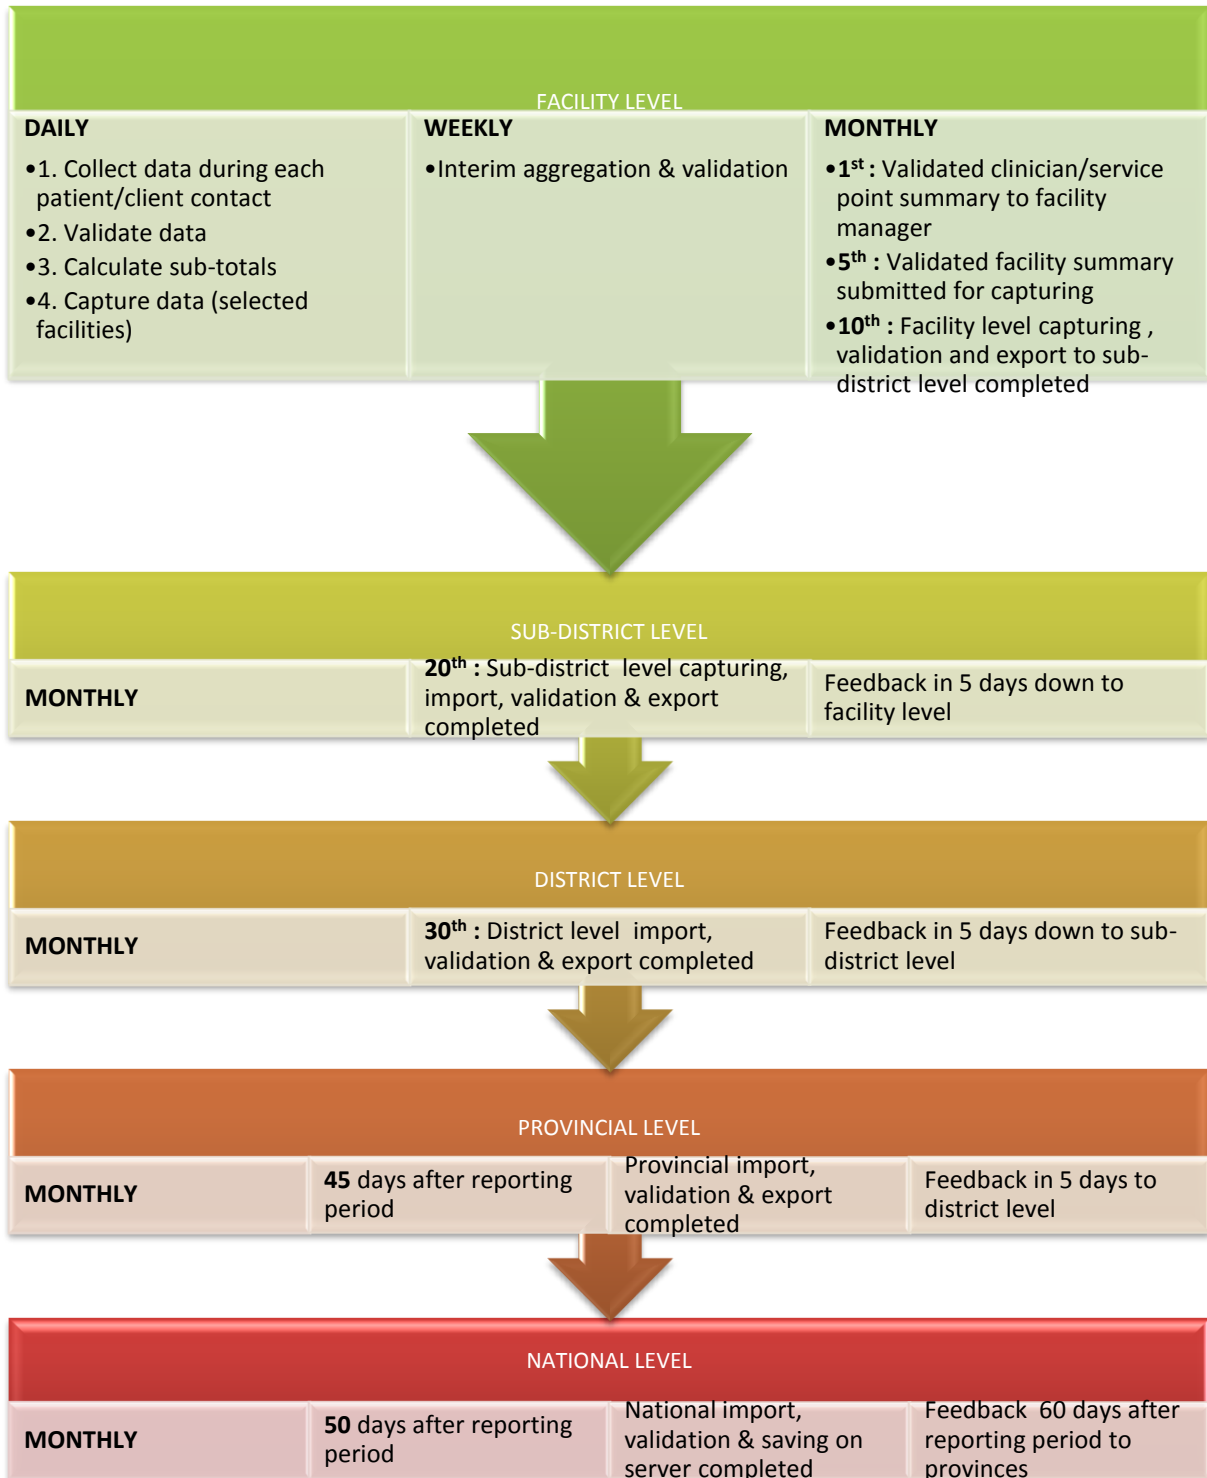 FACILITY LEVEL
DAILY
•1. Collect data during each
patient/client contact
•2. Validate data
•3. Calculate sub-totals
•4. Capture data (selected
facilities)
WEEKLY
•Interim aggregation & validation
MONTHLY
•1st : Validated clinician/service
point summary to facility
manager
•5th : Validated facility summary
submitted for capturing
•10th : Facility level capturing ,
validation and export to sub-
district level completed
SUB-DISTRICT LEVEL
MONTHLY
20th : Sub-district level capturing,
import, validation & export
completed
Feedback in 5 days down to
facility level
DISTRICT LEVEL
MONTHLY
30th : District level import,
validation & export completed
Feedback in 5 days down to sub-
district level
PROVINCIAL LEVEL
MONTHLY
45 days after reporting
period
Provincial import,
validation & export
completed
Feedback in 5 days to
district level
NATIONAL LEVEL
MONTHLY
50 days after reporting
period
National import,
validation & saving on
server completed
Feedback 60 days after
reporting period to
provinces